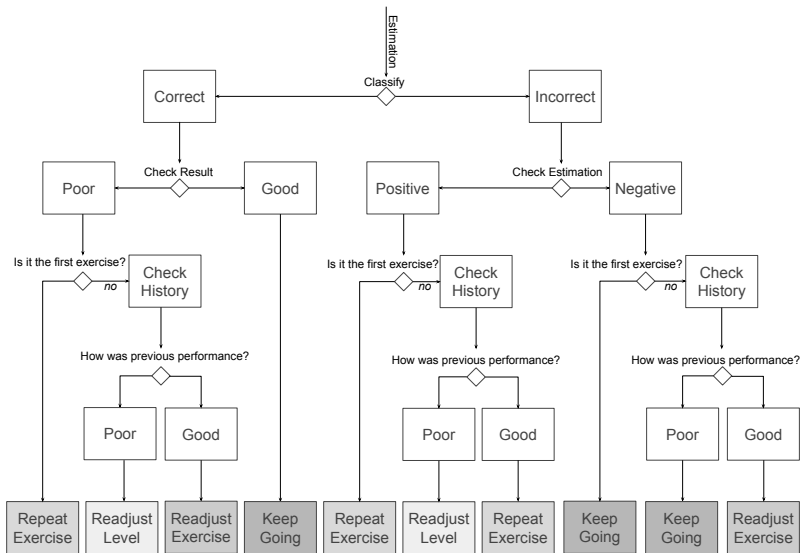 Estimation
Classify
Correct
Incorrect
Check Result
Check Estimation
Poor
Good
Positive
Negative
Is it the first exercise?
Is it the first exercise?
Is it the first exercise?
no
no
no
Check
History
Check
History
Check
History
How was previous performance?
How was previous performance?
How was previous performance?
Poor
Good
Poor
Good
Poor
Good
Repeat
Exercise
Readjust
Level
Readjust
Exercise
Keep
Going
Repeat
Exercise
Readjust
Level
Repeat
Exercise
Keep
Going
Keep
Going
Readjust
Exercise